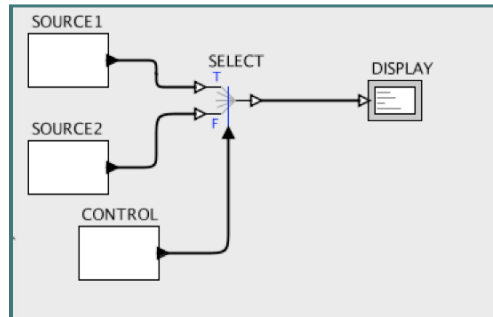 SOURCE1
SELECT
T
DISPLAY
SOURCE2
F
CONTROL